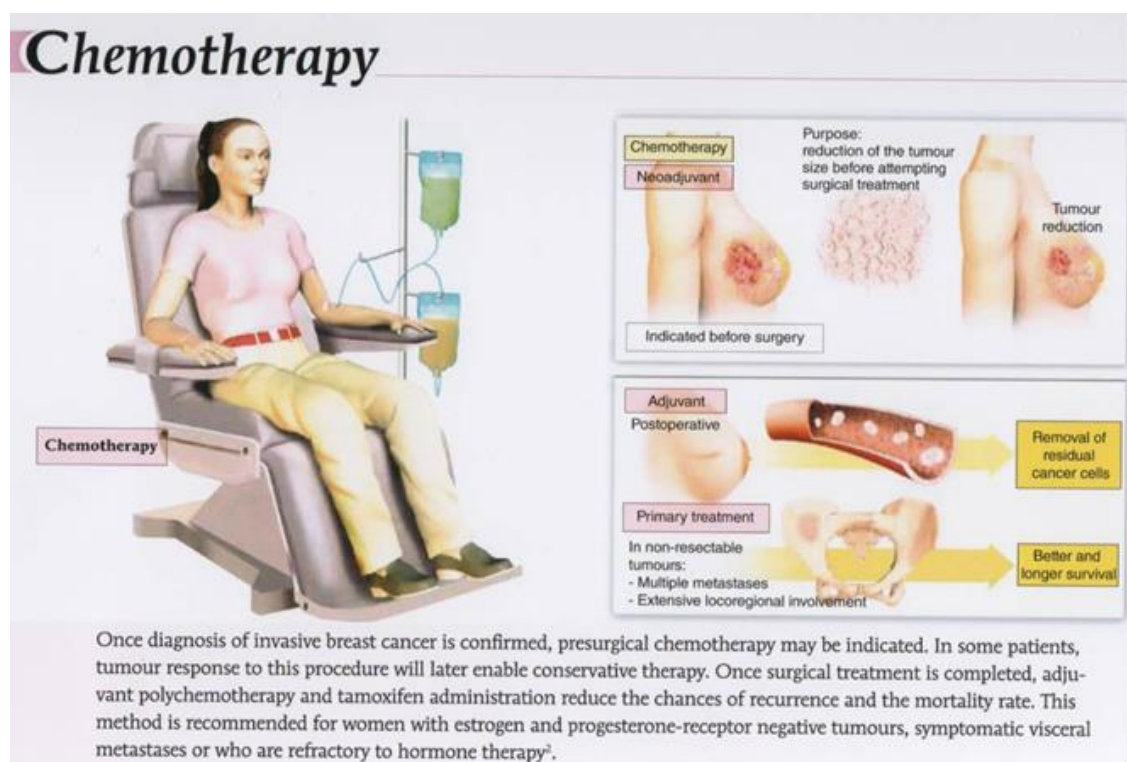 Chemotherapy
Chemotherapy
Chemotherapy
Neoadjuvant
Purpose:
reduction of the tumour
size before attempting
surgical treatment
Tumour
reduction
Indicated before surgery
Adjuvant
Postoperative
Removal of
residual
cancer cells
Primary treatment
In non-resectable
tumours:
- Multiple metastases
- Extensive locoregional involvement
Better and
longer survival
Once diagnosis of invasive breast cancer is confirmed, presurgical chemotherapy may be indicated. In some patients,
tumour response to this procedure will later enable conservative therapy. Once surgical treatment is completed, adju-
vant polychemotherapy and tamoxifen administration reduce the chances of recurrence and the mortality rate. This
method is recommended for women with estrogen and progesterone-receptor negative tumours, symptomatic visceral
metastases or who are refractory to hormone therapy².